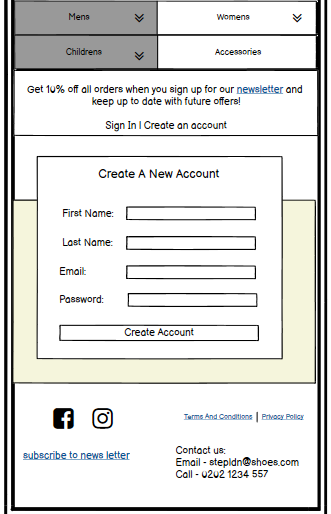 Mens
Womens
Childrens
Accessories
Get 10% off all orders when you sign up for our newsletter and
keep up to date with future offers!
Sign In | Create an account
Create A New Account
First Name:
Last Name:
Email:
Password:
Create Account
Terms And Conditions | Privacy Policy
subscribe to news letter
Contact us:
Email - stepldn@shoes.com
Call - 0202 1234 557